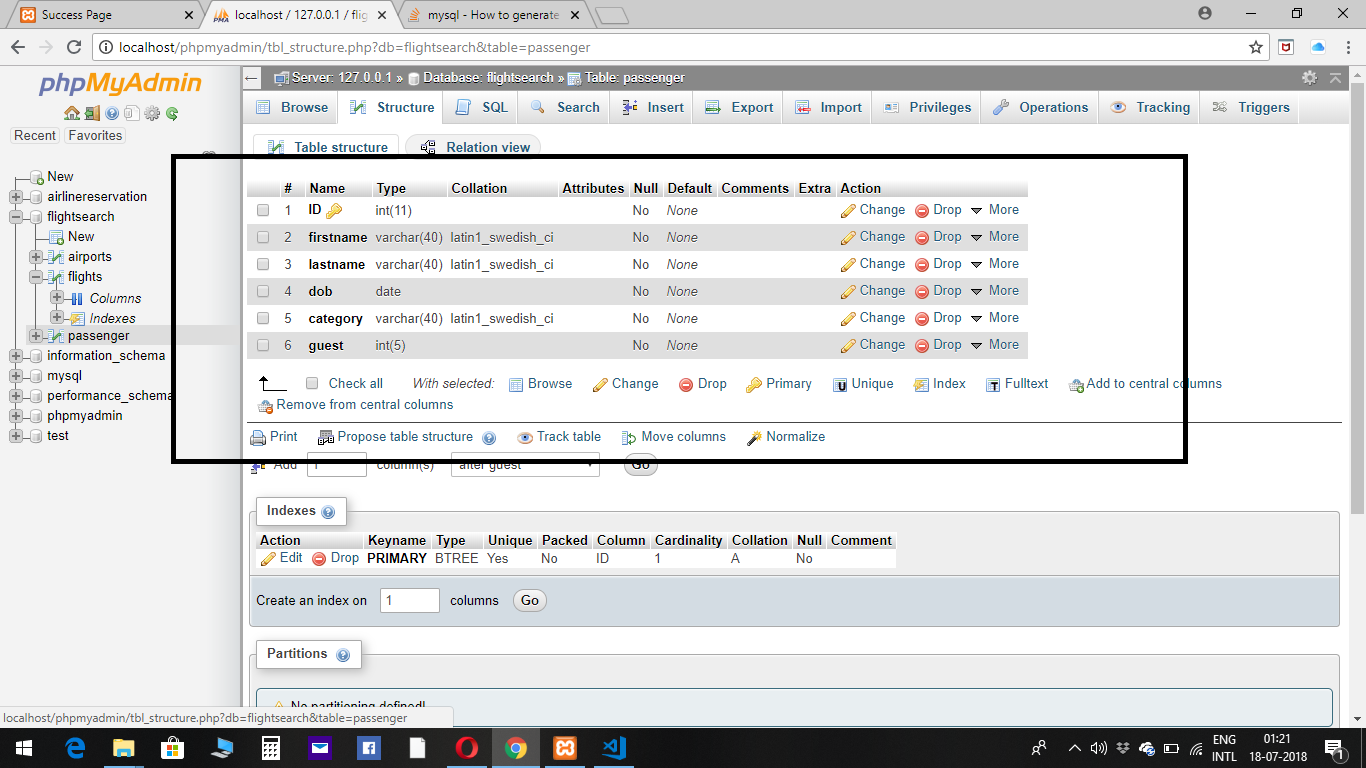 Success Page
localhost / 127.0.0.1 / flig
mysql - How to generate
localhost/phpmyadmin/tbl_structure.php?db=flightsearch&table=passenger
phpMyAdmin
Recent Favorites
New
airlinereservation
flightsearch
New
airports
flights
Columns
Indexes
passenger
information_schema
mysql
performance_schema
phpmyadmin
test
Server: 127.0.0.1 » Database: flightsearch » Table: passenger
Browse Structure SQL Search Insert Export Import Privileges Operations Tracking Triggers
Table structure Relation view
# Name Type Collation Attributes Null Default Comments Extra Action
1 ID int(11) No None Change Drop More
2 firstname varchar(40) latin1_swedish_ci No None Change Drop More
3 lastname varchar(40) latin1_swedish_ci No None Change Drop More
4 dob date No None Change Drop More
5 category varchar(40) latin1_swedish_ci No None Change Drop More
6 guest int(5) No None Change Drop More
Check all With selected: Browse Change Drop Primary Unique Index Fulltext Add to central columns
Remove from central columns
Print Propose table structure Track table Move columns Normalize
Add 1 column(s) after guest Go
Indexes
Action Keyname Type Unique Packed Column Cardinality Collation Null Comment
Edit Drop PRIMARY BTREE Yes No ID 1 A No
Create an index on 1 columns Go
Partitions
No partitioning defined!
localhost/phpmyadmin/tbl_structure.php?db=flightsearch&table=passenger
ENG
INTL
01:21
18-07-2018
1